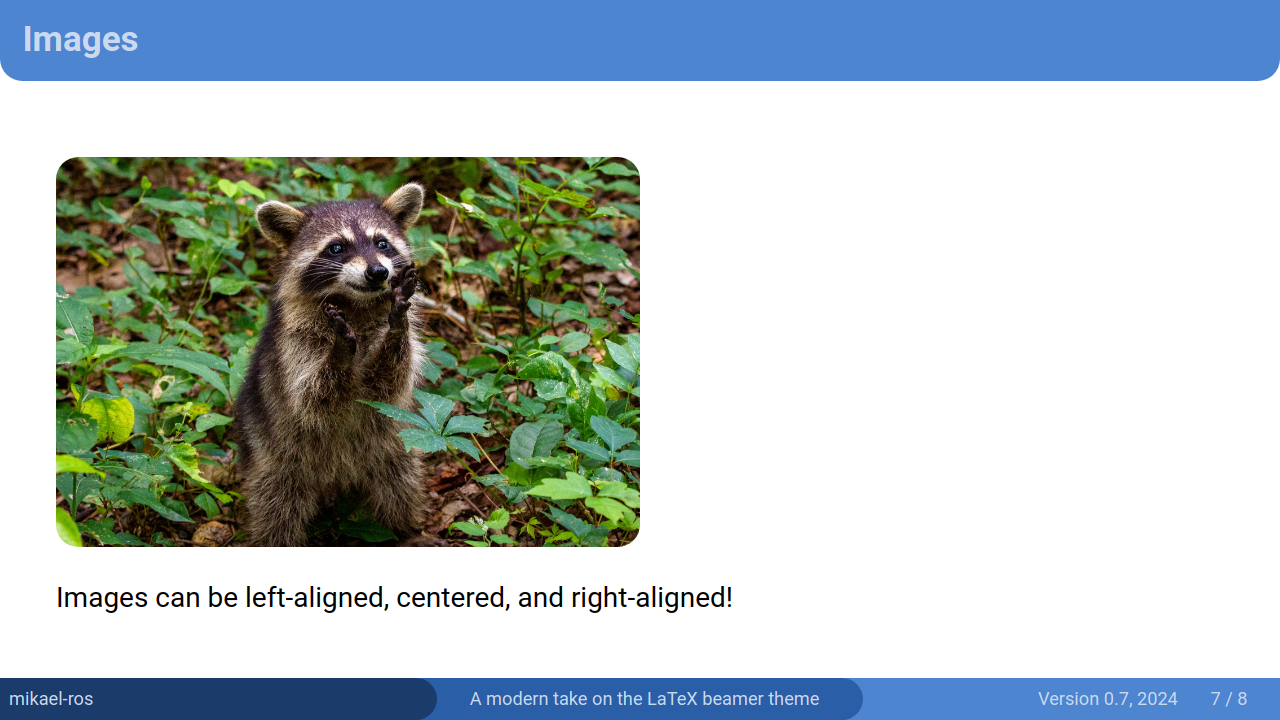 Images
Images can be left-aligned, centered, and right-aligned!
mikael-ros
A modern take on the LaTeX beamer theme
Version 0.7, 2024
7 / 8